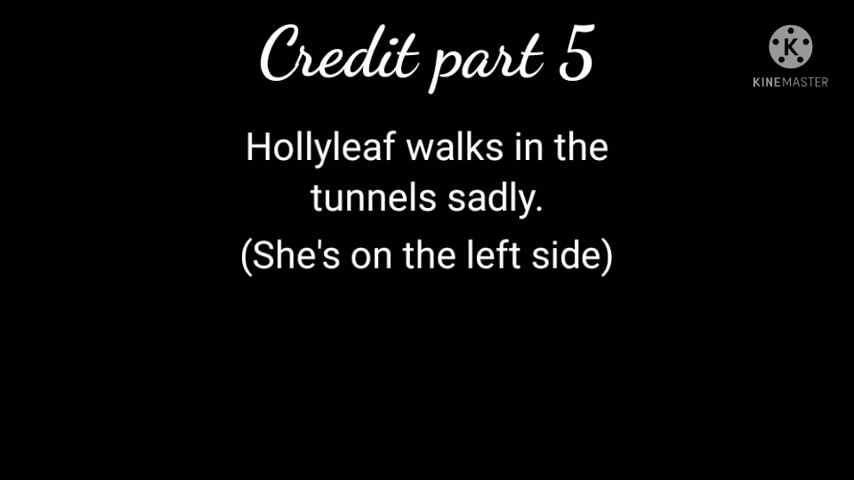 Credit part 5
K
KINEMASTER
Hollyleaf walks in the
tunnels sadly.
(She's on the left side)